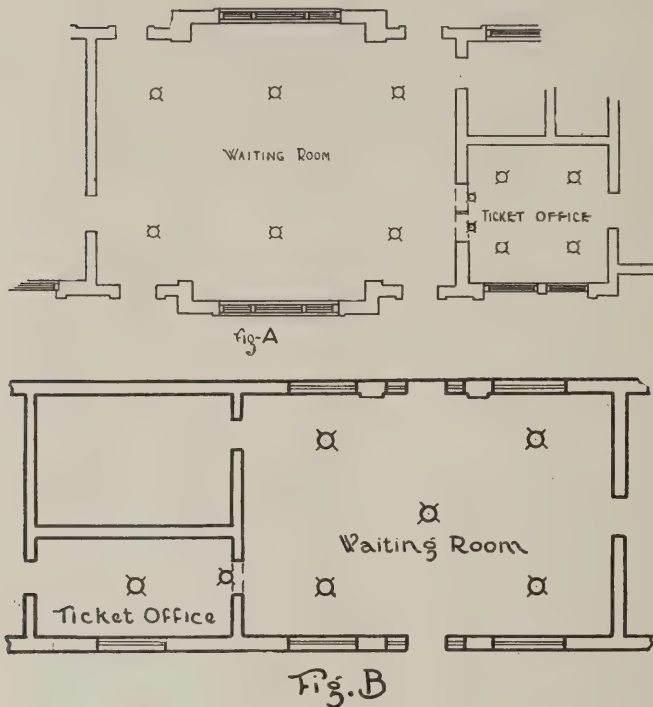 WAITING ROOM
TICKET OFFICE
Fig-A
Waiting Room
Ticket Office
Fig. B